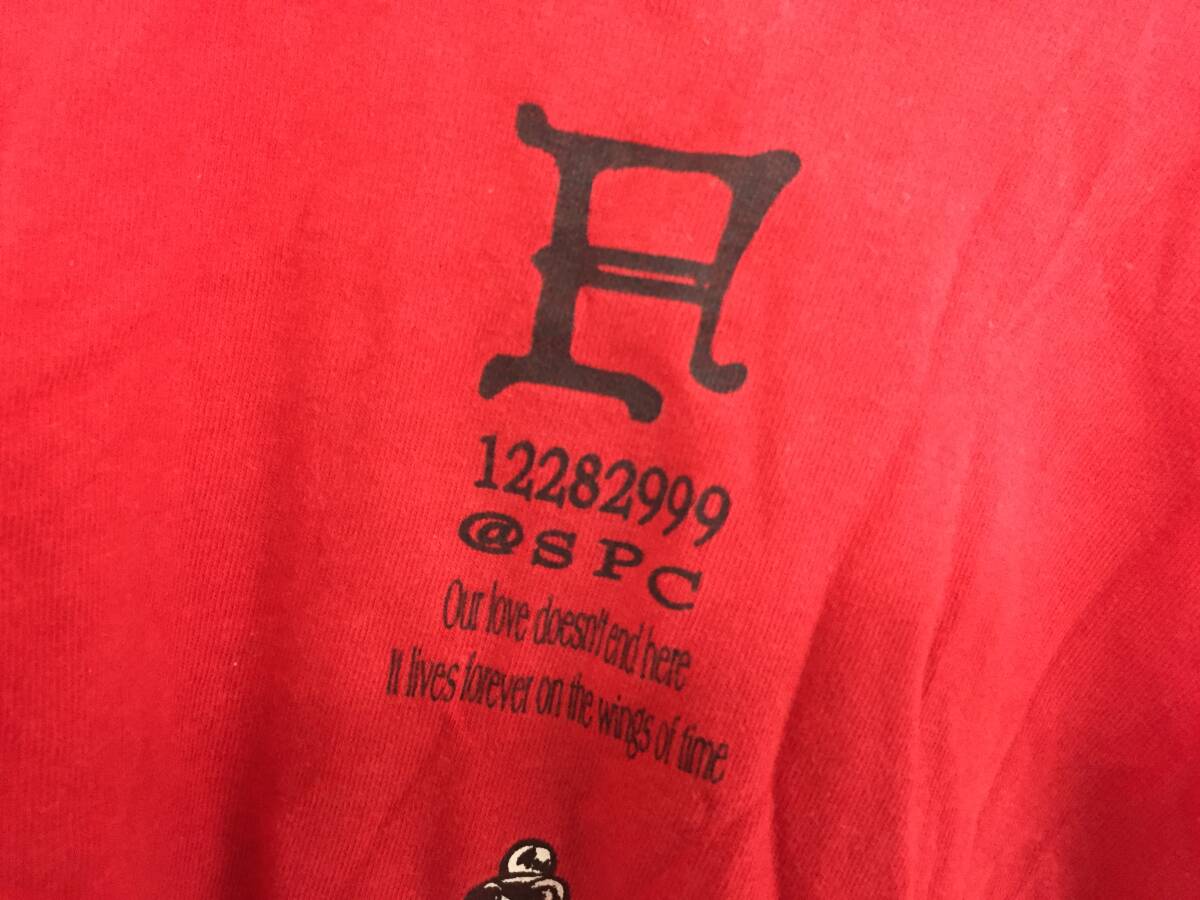 A
12282999
@SPC
Our love doesn't end here
It lives forever on the wings of time